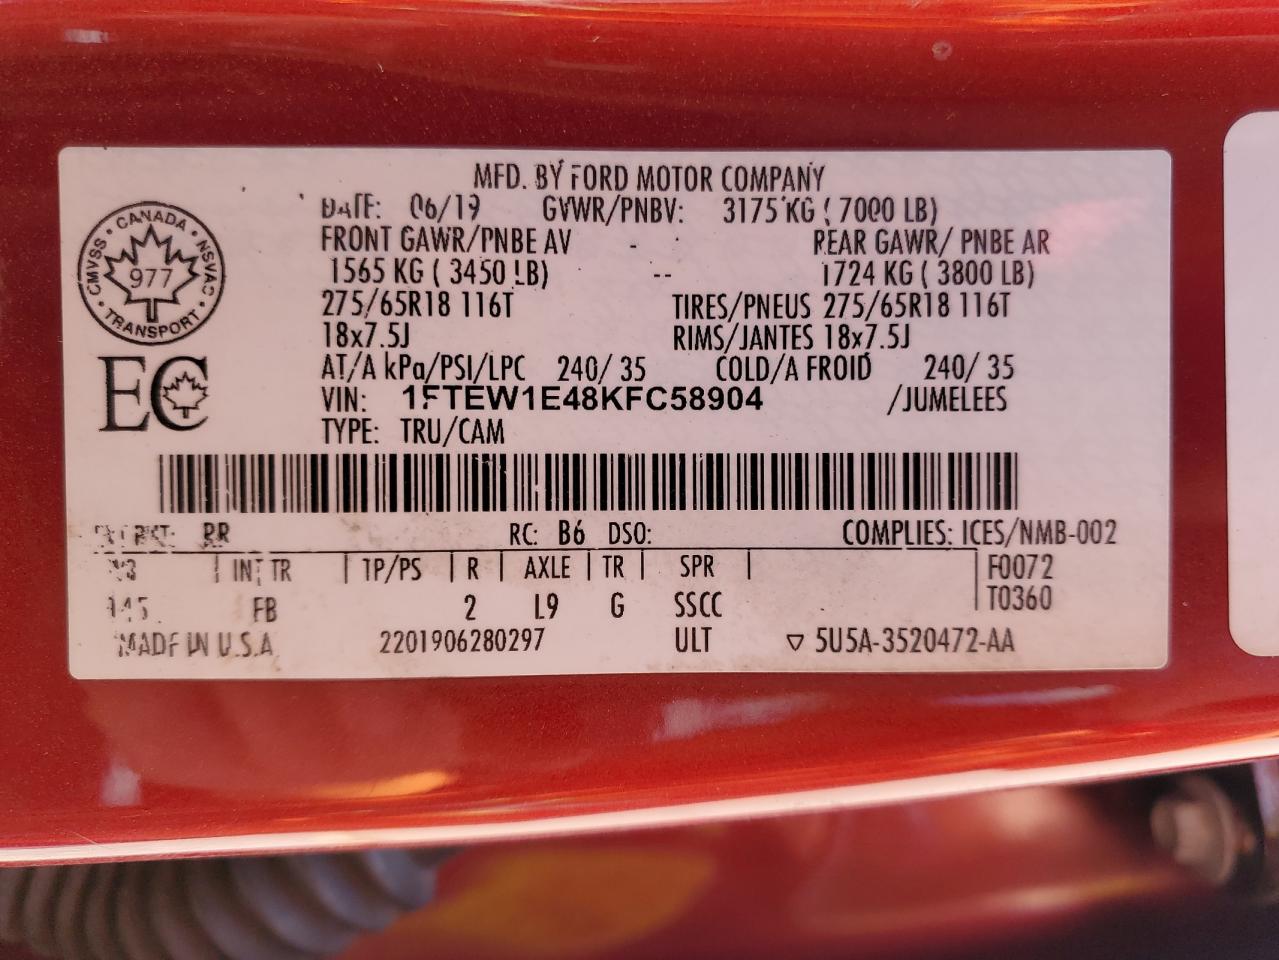 MFD. BY FORD MOTOR COMPANY
DATE: 06/19 GVWR/PNBV: 3175 KG ( 7000 LB)
FRONT GAWR/PNBE AV - REAR GAWR/ PNBE AR
1565 KG ( 3450 LB) -- 1724 KG ( 3800 LB)
275/65R18 116T TIRES/PNEUS 275/65R18 116T
18x7.5J RIMS/JANTES 18x7.5J
AT/A kPa/PSI/LPC 240/ 35 COLD/A FROID 240/ 35
VIN: 1FTEW1E48KFC58904 /JUMELEES
TYPE: TRU/CAM
CANADA
CMVSS NSVAC
977
TRANSPORT
EC
RR RC: B6 DSO: COMPLIES: ICES/NMB-002
INT TR TP/PS R AXLE TR SPR F0072
145 FB 2 L9 G SSCC T0360
MADE IN U.S.A 2201906280297 ULT ▽ 5U5A-3520472-AA